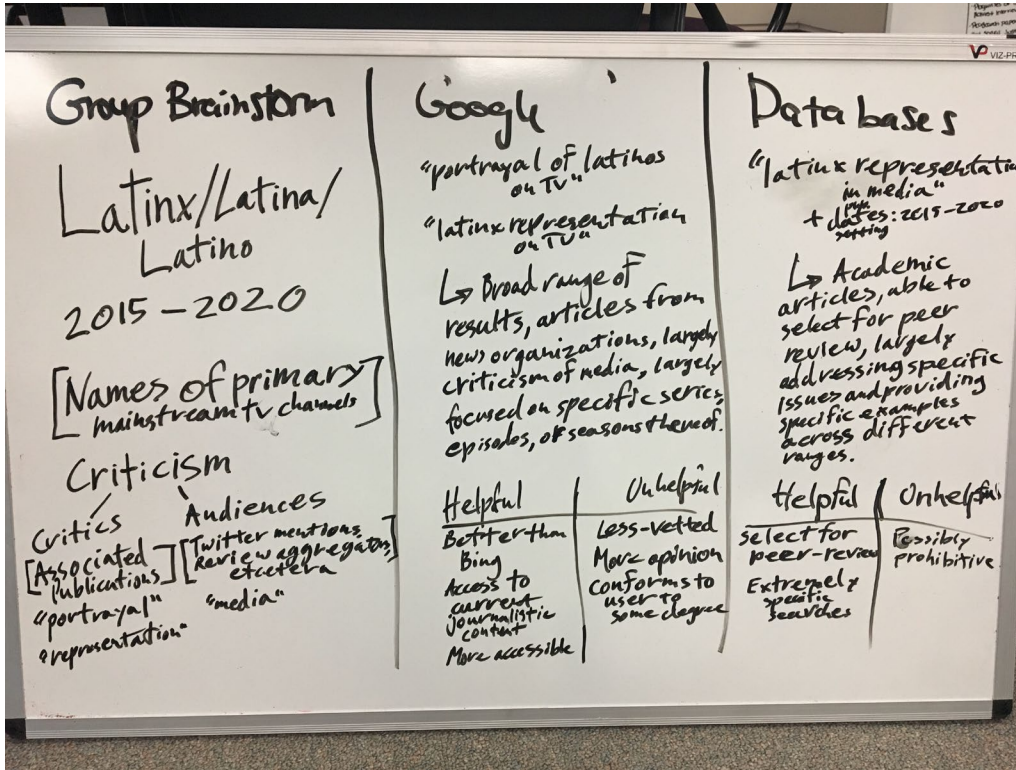 Group Brainstorm
Latinx/Latina/
Latino
2015 – 2020
[Names of primary
mainstream tv channels]
Criticism
Critics
Audiences
[Associated
publications]
[Twitter mentions,
Review aggregators,
etcetera
"portrayal"
"media"
"representation"
Google
"portrayal of latinos
on TV"
"latinx representation
on TV"
↳ Broad range of
results, articles from
news organizations, largely
criticism of media, largely
focused on specific series,
episodes, or seasons thereof.
Helpful
Unhelpful
Better than
Bing
Access to
current
journalistic
content
More accessible
Less-vetted
More opinion
conforms to
user to
some degree
Databases
"latinx representation
in media"
+ dates: 2015–2020
setting
↳ Academic
articles, able to
select for peer
review, largely
addressing specific
issues and providing
specific examples
across different
ranges.
Helpful
Unhelpful
select for
peer-review
Extremely
specific
searches
Possibly
prohibitive
VIZ-PR